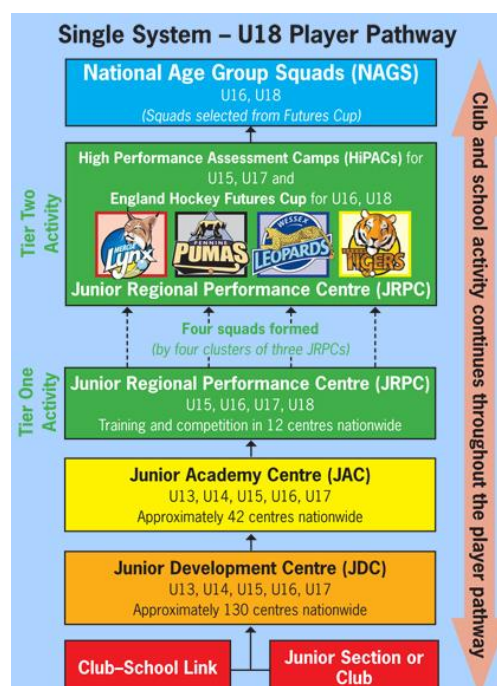 Single System – U18 Player Pathway
National Age Group Squads (NAGS)
U16, U18
(Squads selected from Futures Cup)
High Performance Assessment Camps (HiPACs) for
U15, U17 and
England Hockey Futures Cup for U16, U18
MERCIA
Lynx
PENNINE
PUMAS
WESSEX
LEOPARDS
TIGERS
Junior Regional Performance Centre (JRPC)
Tier Two
Activity
Four squads formed
(by four clusters of three JRPCs)
Junior Regional Performance Centre (JRPC)
U15, U16, U17, U18
Training and competition in 12 centres nationwide
Tier One
Activity
Junior Academy Centre (JAC)
U13, U14, U15, U16, U17
Approximately 42 centres nationwide
Junior Development Centre (JDC)
U13, U14, U15, U16, U17
Approximately 130 centres nationwide
Club–School Link
Junior Section or
Club
Club and school activity continues throughout the player pathway